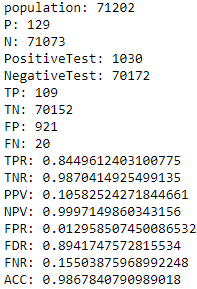 population: 71202
P: 129
N: 71073
PositiveTest: 1030
NegativeTest: 70172
TP: 109
TN: 70152
FP: 921
FN: 20
TPR: 0.8449612403100775
TNR: 0.9870414925499135
PPV: 0.10582524271844661
NPV: 0.9997149860343156
FPR: 0.012958507450086532
FDR: 0.8941747572815534
FNR: 0.15503875968992248
ACC: 0.9867840790989018